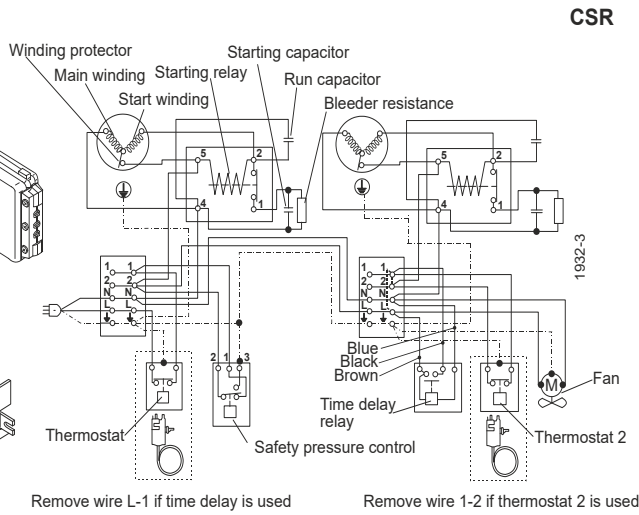 CSR
Winding protector
Main winding
Starting relay
Start winding
Starting capacitor
Run capacitor
Bleeder resistance
5
2
4
1
5
2
4
1
1932-3
1 1
2 2
N N
L L
1 1
2 2
N N
L L
2 1 3
Blue
Black
Brown
Time delay
relay
M
Fan
Thermostat
Safety pressure control
Thermostat 2
Remove wire L-1 if time delay is used
Remove wire 1-2 if thermostat 2 is used